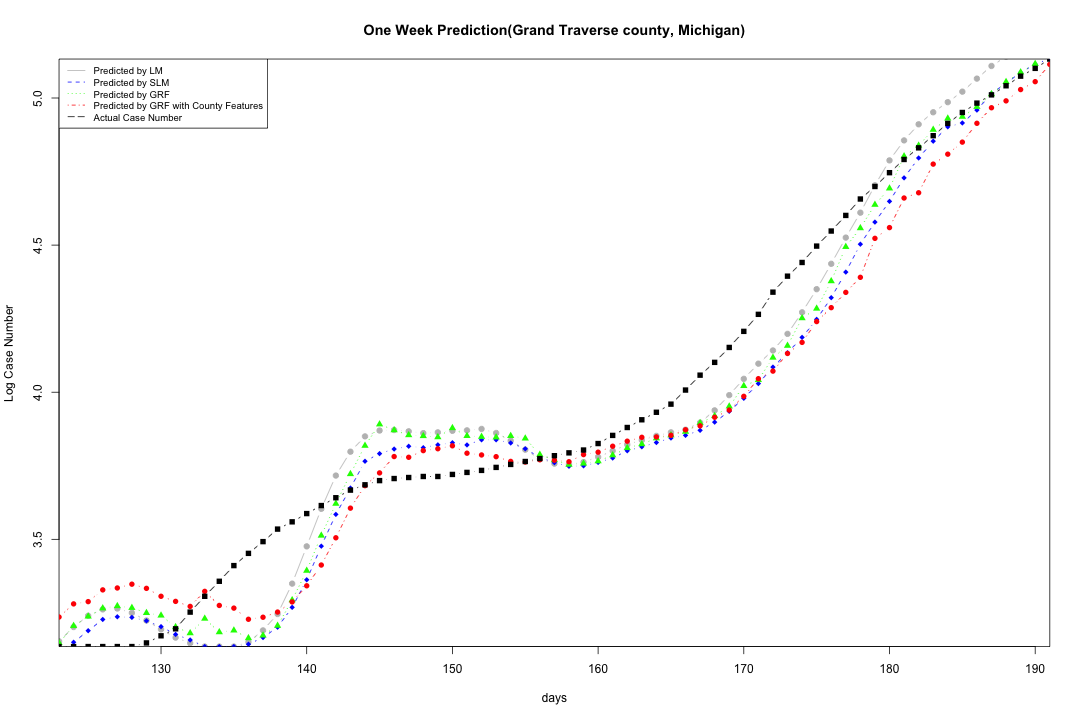 One Week Prediction(Grand Traverse county, Michigan)
Predicted by LM
Predicted by SLM
Predicted by GRF
Predicted by GRF with County Features
Actual Case Number
5.0
4.5
4.0
3.5
Log Case Number
130 140 150 160 170 180 190
days